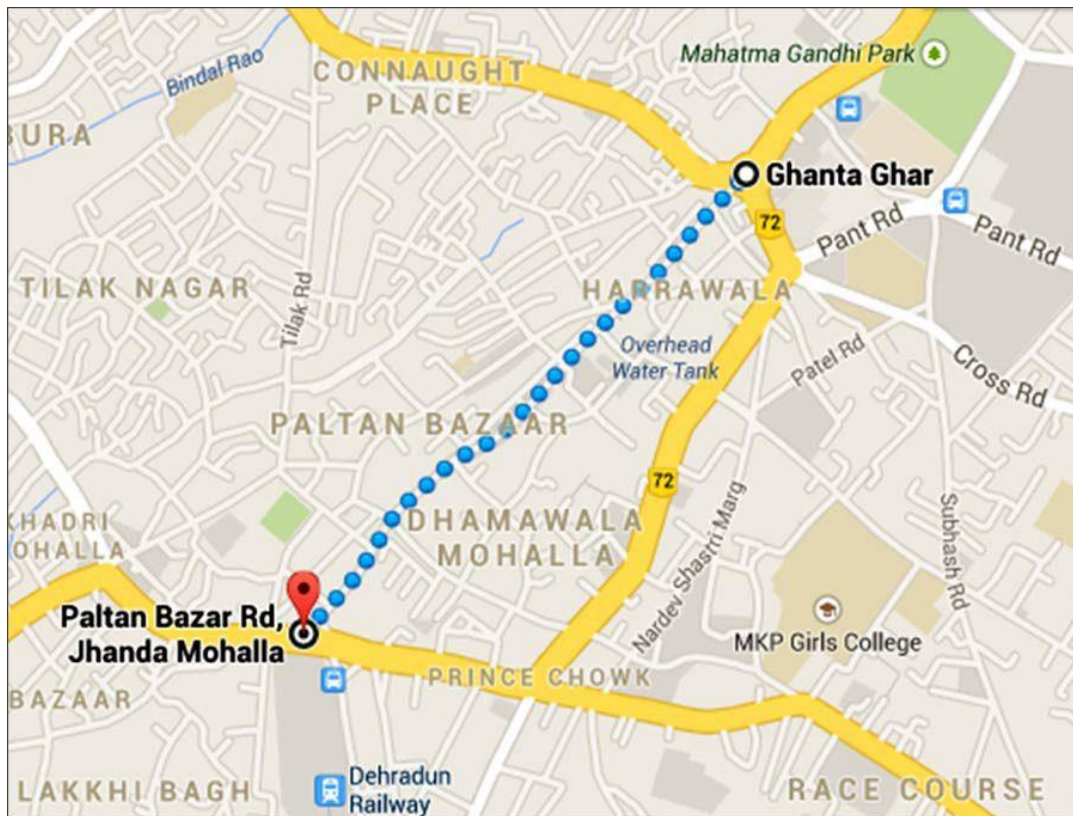 Mahatma Gandhi Park
Bindal Rao
CONNAUGHT
PLACE
BURA
Ghanta Ghar
72
Pant Rd
Pant Rd
TILAK NAGAR
Tilak Rd
HARRAWALA
Overhead
Water Tank
Patel Rd
Cross Rd
PALTAN BAZAAR
72
DHAMAWALA
MOHALLA
KHADRI
OHALLA
Nardev Shastri Marg
Subhash Rd
Paltan Bazar Rd,
Jhanda Mohalla
MKP Girls College
PRINCE CHOWK
BAZAAR
Dehradun
Railway
LAKKHI BAGH
RACE COURSE